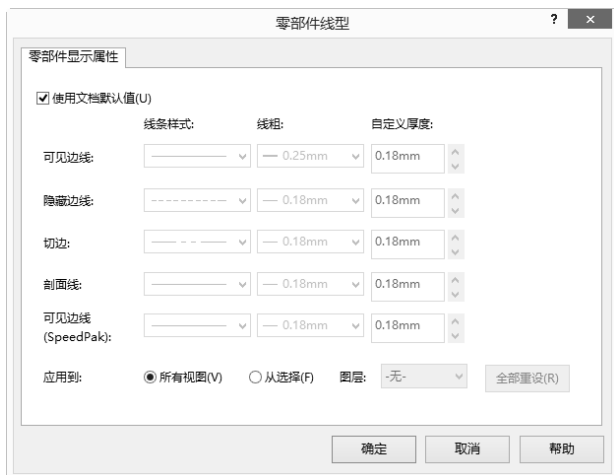 零部件线型 ? ×
零部件显示属性
使用文档默认值(U)
线条样式: 线粗: 自定义厚度:
可见边线: 0.25mm 0.18mm
隐藏边线: 0.18mm 0.18mm
切边: 0.18mm 0.18mm
剖面线: 0.18mm 0.18mm
可见边线
(SpeedPak): 0.18mm 0.18mm
应用到: 所有视图(V) 从选择(F) 图层: -无- 全部重设(R)
确定 取消 帮助